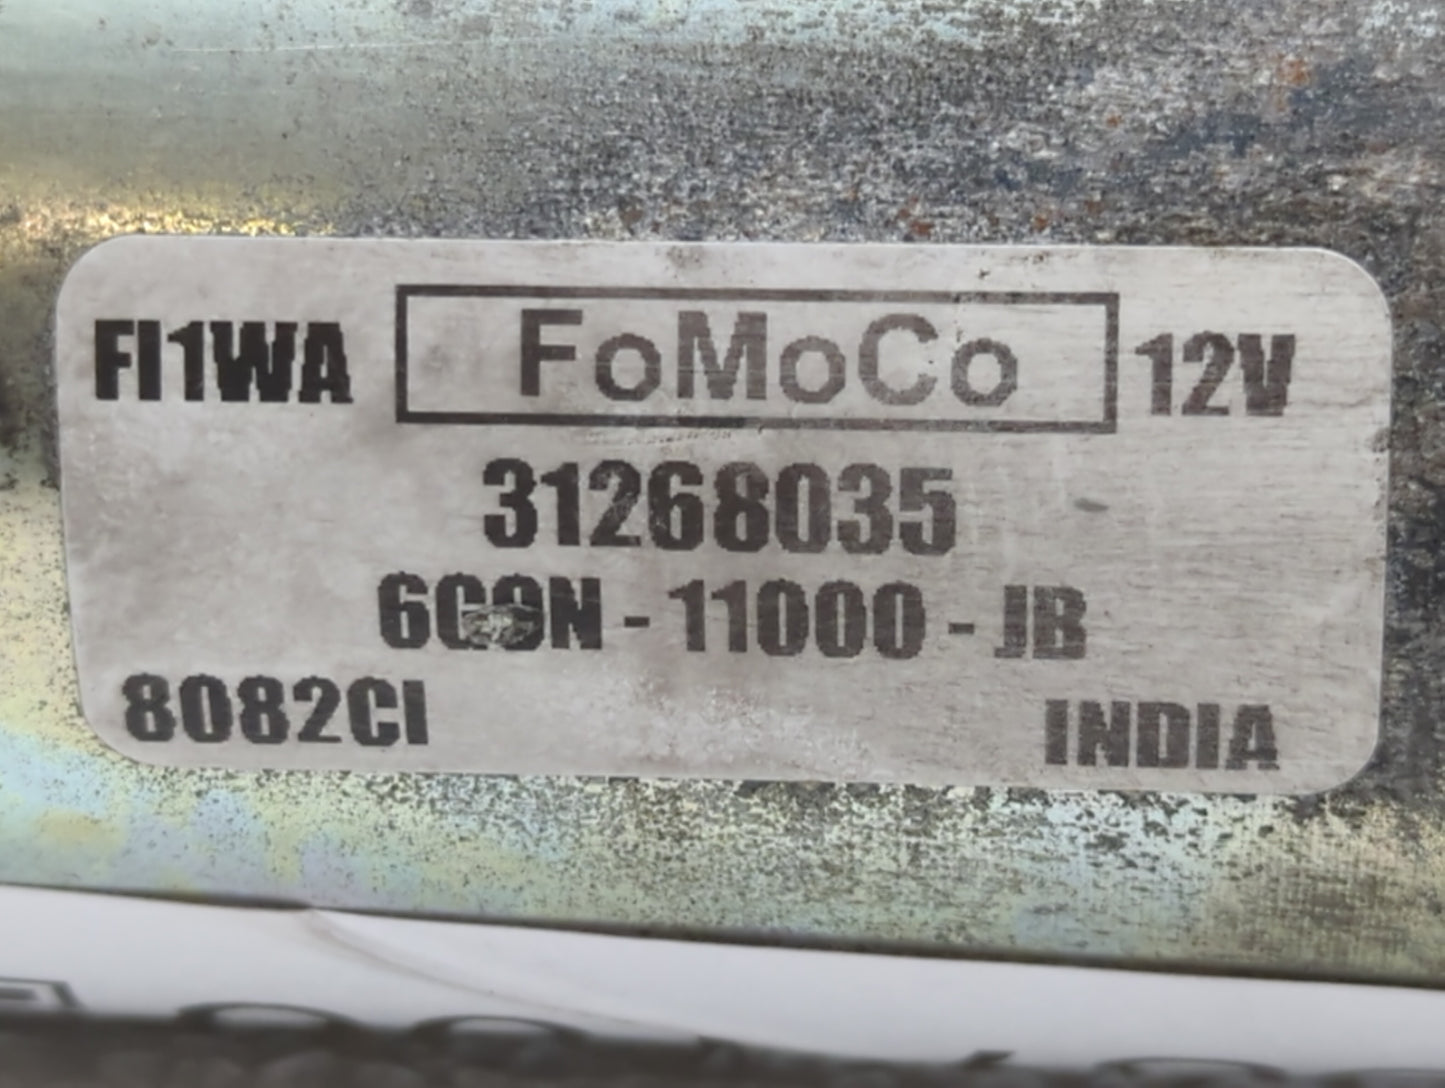 FI1WA FoMoCo 12V
31268035
- 11000 - JB
8082CI INDIA